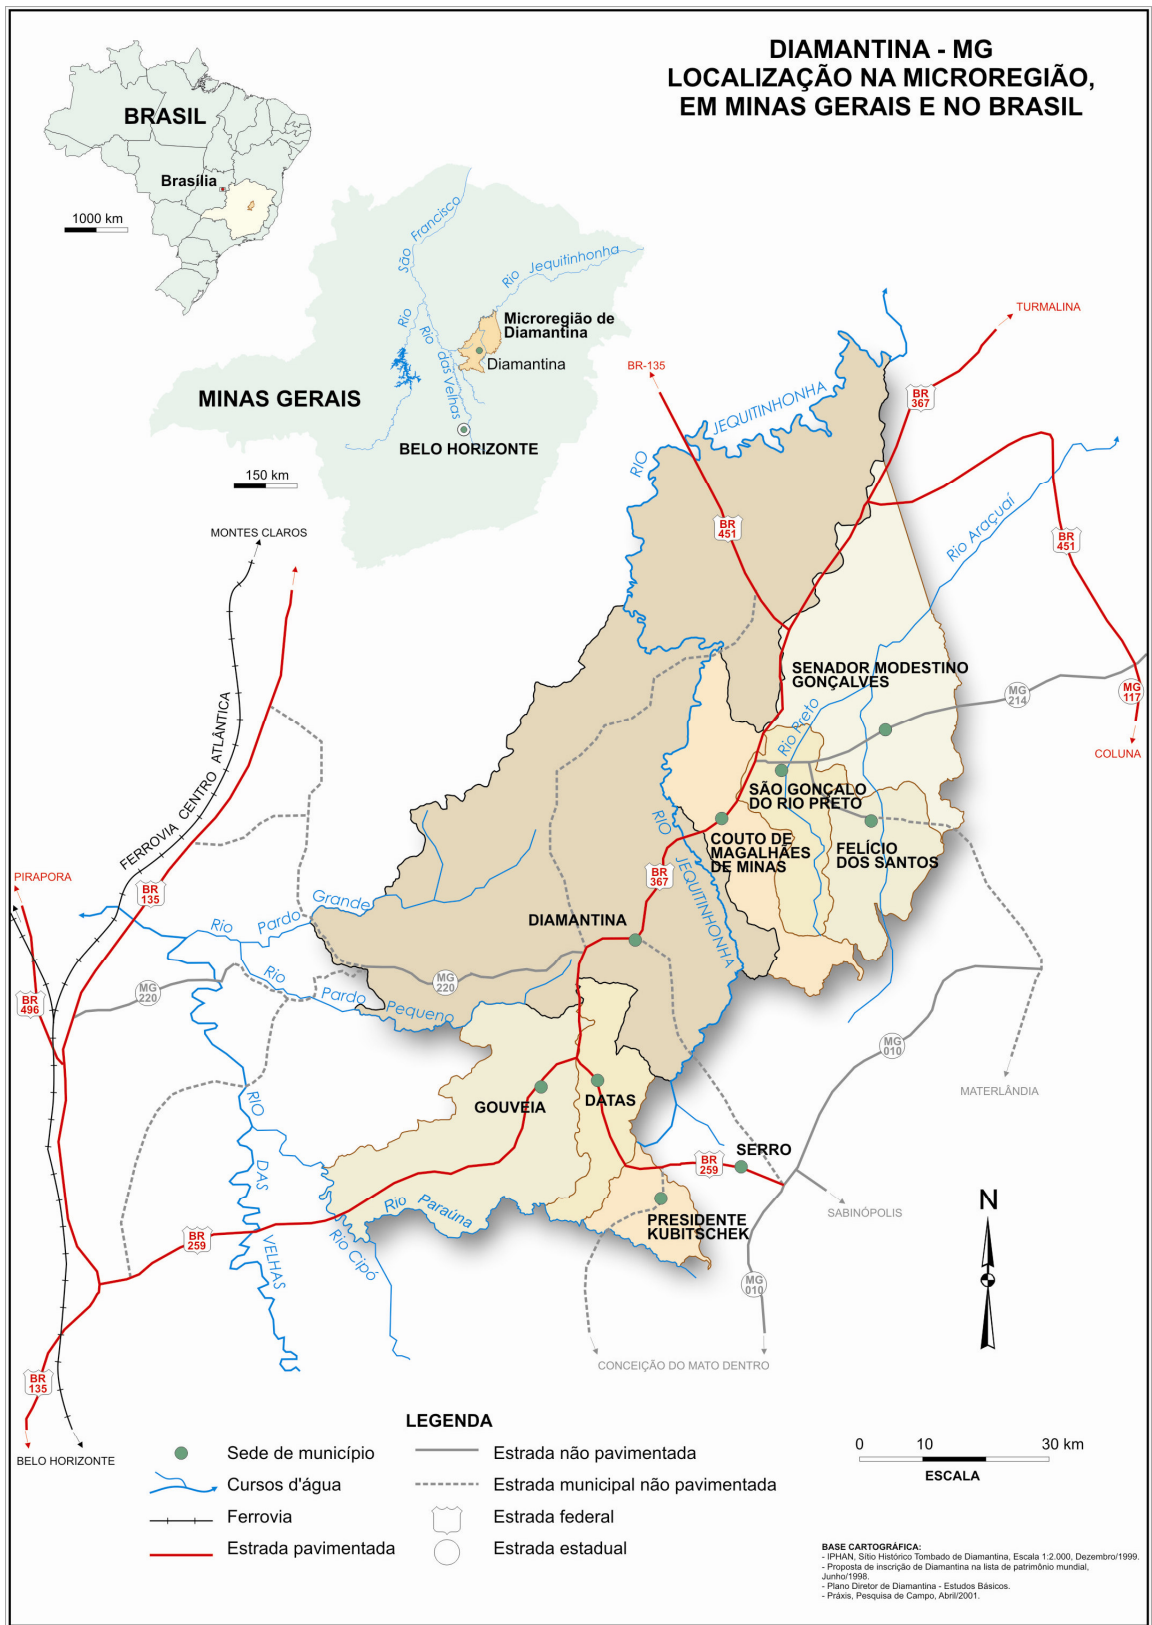 DIAMANTINA - MG
LOCALIZAÇÃO NA MICROREGIÃO,
EM MINAS GERAIS E NO BRASIL
BRASIL
Brasília
1000 km
Rio São Francisco
Rio Jequitinhonha
Microregião de
Diamantina
Diamantina
Rio das Velhas
MINAS GERAIS
BELO HORIZONTE
150 km
TURMALINA
BR-135
BR
367
RIO JEQUITINHONHA
BR
451
Rio Araçuaí
BR
451
MONTES CLAROS
SENADOR MODESTINO
GONÇALVES
MG
214
MG
117
COLUNA
Rio Preto
FERROVIA CENTRO ATLÂNTICA
SÃO GONÇALO
DO RIO PRETO
RIO JEQUITINHONHA
COUTO DE
MAGALHÃES
DE MINAS
FELÍCIO
DOS SANTOS
PIRAPORA
BR
135
BR
367
Rio Pardo Grande
DIAMANTINA
Rio Pardo Pequeno
MG
220
MG
220
BR
496
MG
010
MATERLÂNDIA
GOUVEIA
DATAS
RIO DAS VELHAS
SERRO
BR
259
SABINÓPOLIS
Rio Paraúna
Rio Cipó
PRESIDENTE
KUBITSCHEK
BR
259
N
MG
010
CONCEIÇÃO DO MATO DENTRO
BR
135
BELO HORIZONTE
LEGENDA
Sede de município
Cursos d'água
Ferrovia
Estrada pavimentada
Estrada não pavimentada
Estrada municipal não pavimentada
Estrada federal
Estrada estadual
0 10 30 km
ESCALA
BASE CARTOGRÁFICA:
- IPHAN, Sítio Histórico Tombado de Diamantina, Escala 1:2.000, Dezembro/1999.
- Proposta de inscrição de Diamantina na lista de patrimônio mundial,
Junho/1998.
- Plano Diretor de Diamantina - Estudos Básicos.
- Práxis, Pesquisa de Campo, Abril/2001.